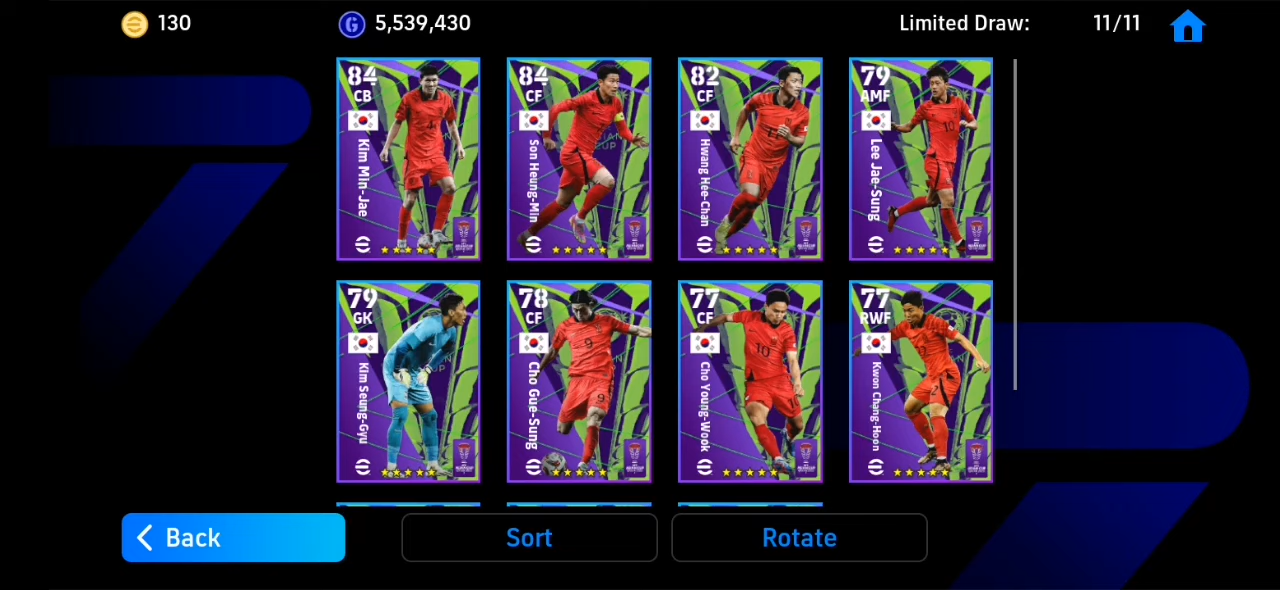 130
5,539,430
Limited Draw:
11/11
84
CB
Kim Min-Jae
84
CF
Son Heung-Min
82
CF
Hwang Hee-Chan
79
AMF
Lee Jae-Sung
79
GK
Kim Seung-Gyu
78
CF
Cho Gue-Sung
77
CF
Cho Young-Wook
77
RWF
Kwon Chang-Hoon
Back
Sort
Rotate